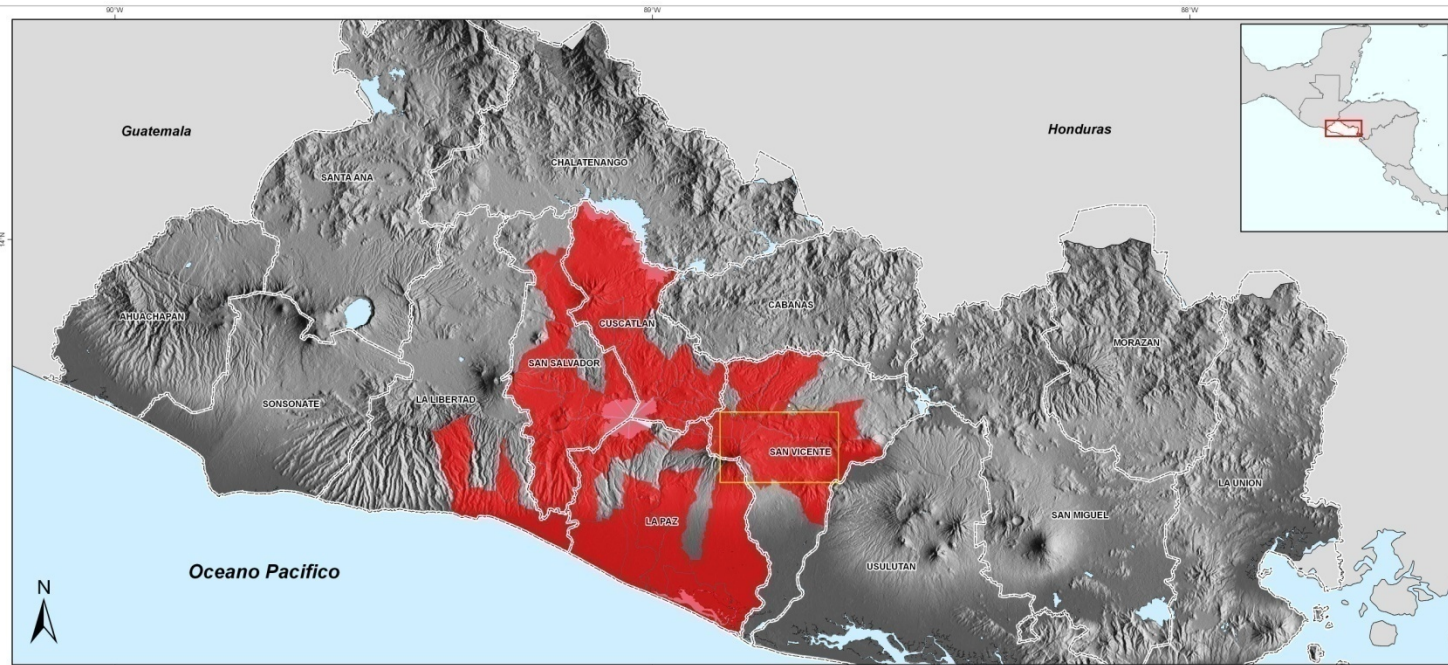 90°W
89°W
88°W
14°N
Guatemala
Honduras
CHALATENANGO
SANTA ANA
CABAÑAS
AHUACHAPAN
CUSCATLAN
MORAZAN
SAN SALVADOR
SONSONATE
LA LIBERTAD
SAN VICENTE
LA UNION
LA PAZ
SAN MIGUEL
USULUTAN
Oceano Pacifico
N